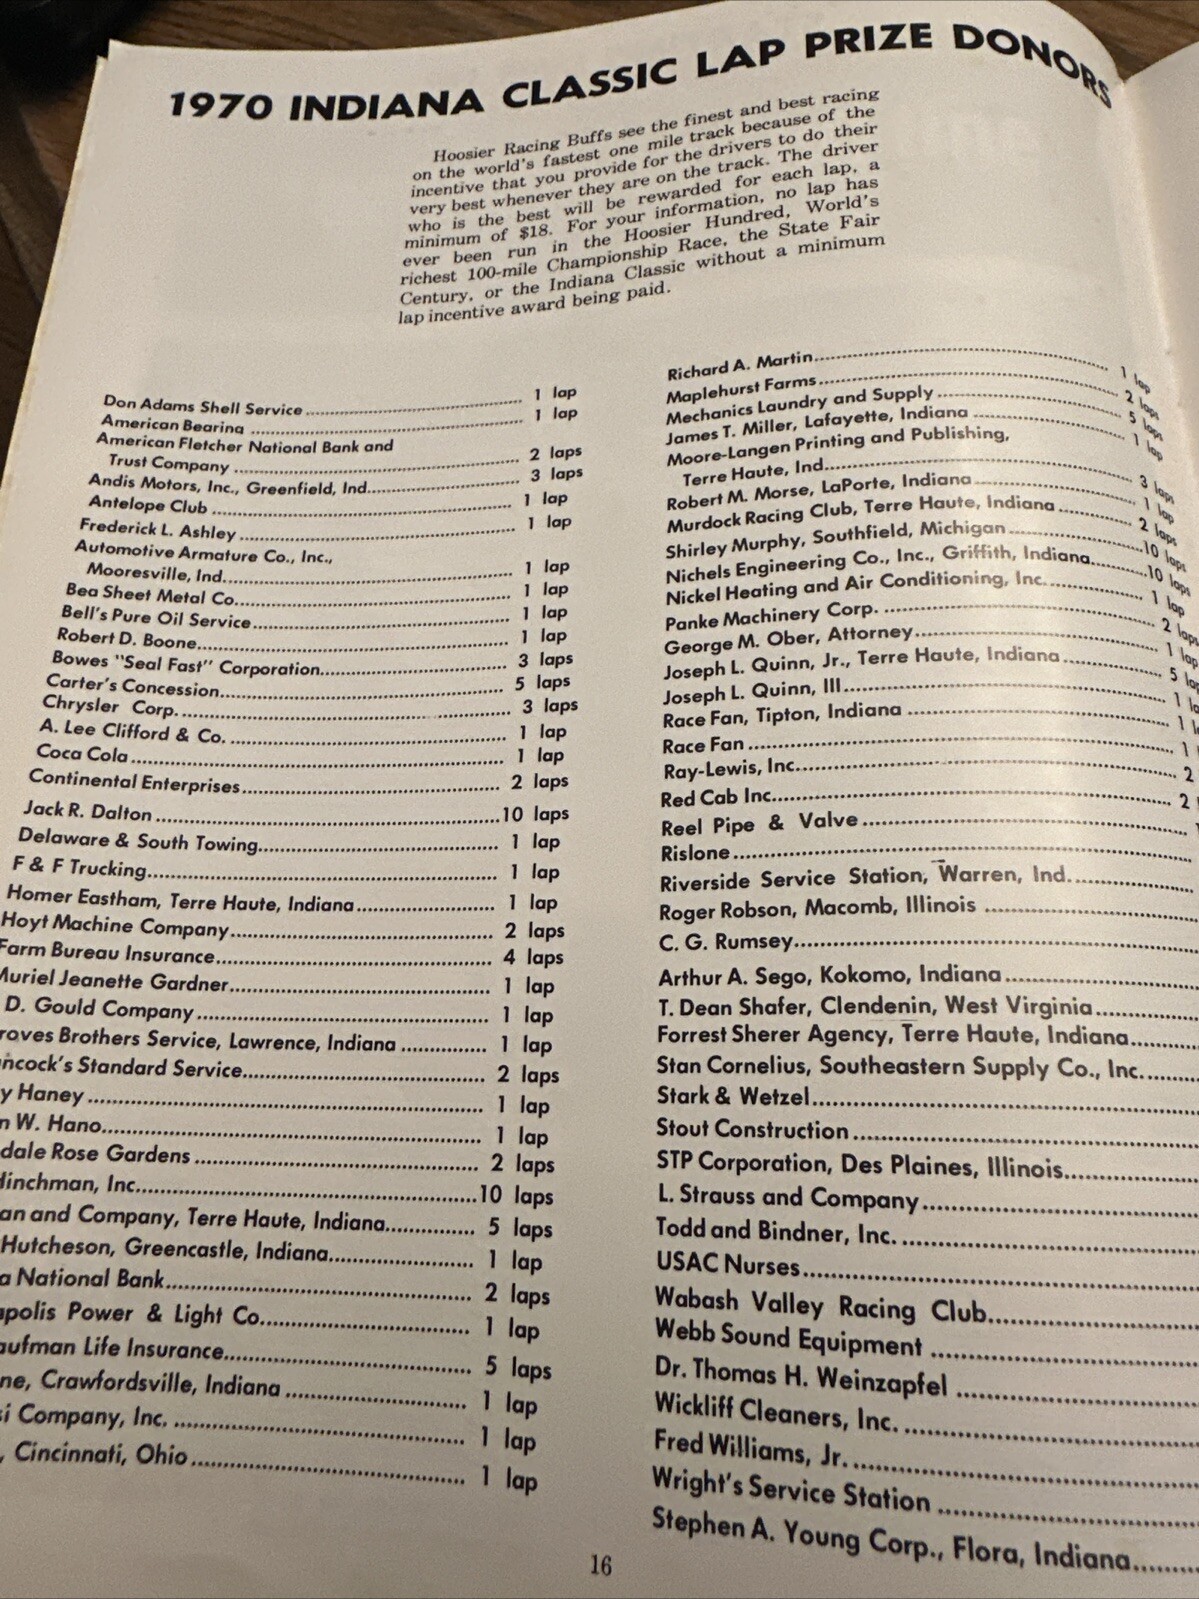 1970 INDIANA CLASSIC LAP PRIZE DONORS
Hoosier Racing Buffs see the finest and best racing
on the world's fastest one mile track because of the
incentive that you provide for the drivers to do their
very best whenever they are on the track. The driver
who is the best will be rewarded for each lap, a
minimum of $18. For your information, no lap has
ever been run in the Hoosier Hundred, World's
richest 100-mile Championship Race, the State Fair
Century, or the Indiana Classic without a minimum
lap incentive award being paid.
Don Adams Shell Service 1 lap
American Bearing 1 lap
American Fletcher National Bank and
Trust Company 2 laps
Andis Motors, Inc., Greenfield, Ind. 3 laps
Antelope Club 1 lap
Frederick L. Ashley 1 lap
Automotive Armature Co., Inc.,
Mooresville, Ind. 1 lap
Bea Sheet Metal Co. 1 lap
Bell's Pure Oil Service 1 lap
Robert D. Boone 1 lap
Bowes "Seal Fast" Corporation 3 laps
Carter's Concession 5 laps
Chrysler Corp. 3 laps
A. Lee Clifford & Co. 1 lap
Coca Cola 1 lap
Continental Enterprises 2 laps
Jack R. Dalton 10 laps
Delaware & South Towing 1 lap
F & F Trucking 1 lap
Homer Eastham, Terre Haute, Indiana 1 lap
Hoyt Machine Company 2 laps
Farm Bureau Insurance 4 laps
Muriel Jeanette Gardner 1 lap
D. Gould Company 1 lap
roves Brothers Service, Lawrence, Indiana 1 lap
ncock's Standard Service 2 laps
y Haney 1 lap
n W. Hano 1 lap
dale Rose Gardens 2 laps
Hinchman, Inc. 10 laps
an and Company, Terre Haute, Indiana 5 laps
Hutcheson, Greencastle, Indiana 1 lap
a National Bank 2 laps
apolis Power & Light Co. 1 lap
aufman Life Insurance 5 laps
ne, Crawfordsville, Indiana 1 lap
si Company, Inc. 1 lap
, Cincinnati, Ohio 1 lap
Richard A. Martin 1 lap
Maplehurst Farms 2 laps
Mechanics Laundry and Supply 5 laps
James T. Miller, Lafayette, Indiana 1 lap
Moore-Langen Printing and Publishing,
Terre Haute, Ind. 3 laps
Robert M. Morse, LaPorte, Indiana 1 lap
Murdock Racing Club, Terre Haute, Indiana 2 laps
Shirley Murphy, Southfield, Michigan 10 laps
Nichels Engineering Co., Inc., Griffith, Indiana 10 laps
Nickel Heating and Air Conditioning, Inc. 1 lap
Panke Machinery Corp. 2 laps
George M. Ober, Attorney 1 lap
Joseph L. Quinn, Jr., Terre Haute, Indiana 5 lap
Joseph L. Quinn, III 1 la
Race Fan, Tipton, Indiana 1 l
Race Fan 1
Ray-Lewis, Inc. 2
Red Cab Inc. 2
Reel Pipe & Valve
Rislone
Riverside Service Station, Warren, Ind.
Roger Robson, Macomb, Illinois
C. G. Rumsey
Arthur A. Sego, Kokomo, Indiana
T. Dean Shafer, Clendenin, West Virginia
Forrest Sherer Agency, Terre Haute, Indiana
Stan Cornelius, Southeastern Supply Co., Inc.
Stark & Wetzel
Stout Construction
STP Corporation, Des Plaines, Illinois
L. Strauss and Company
Todd and Bindner, Inc.
USAC Nurses
Wabash Valley Racing Club
Webb Sound Equipment
Dr. Thomas H. Weinzapfel
Wickliff Cleaners, Inc.
Fred Williams, Jr.
Wright's Service Station
Stephen A. Young Corp., Flora, Indiana
16